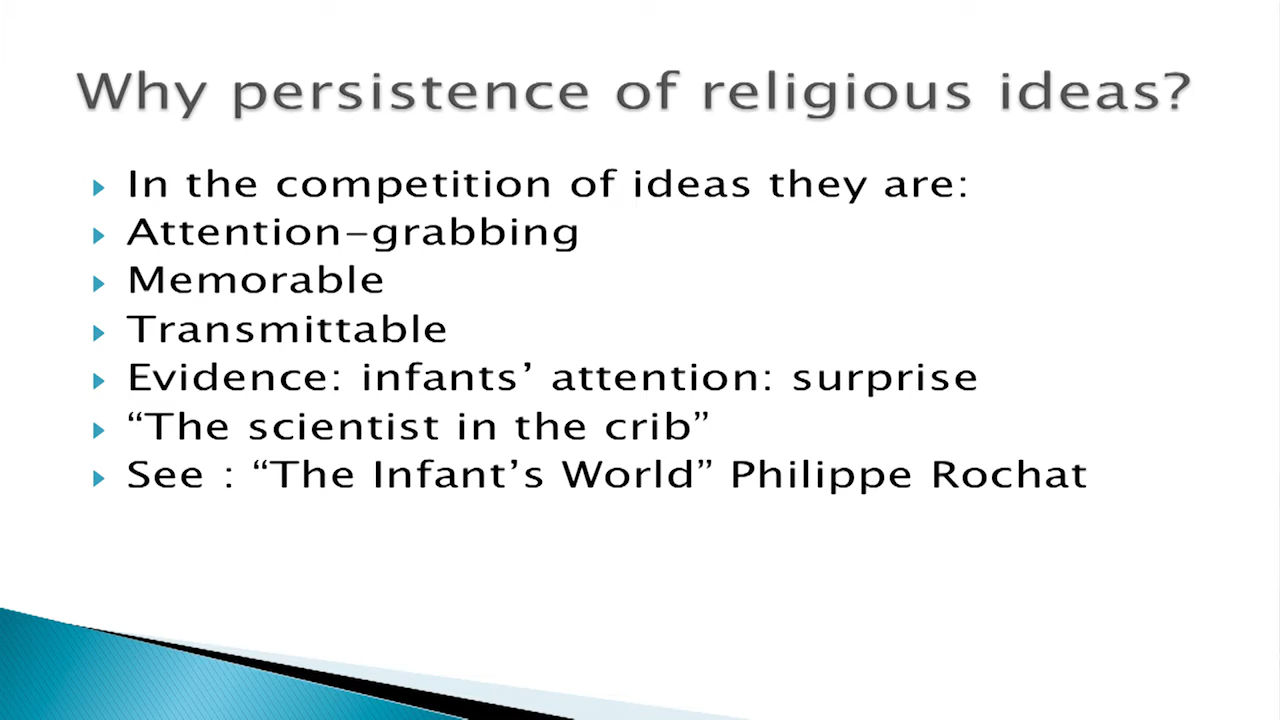 Why persistence of religious ideas?
In the competition of ideas they are:
Attention-grabbing
Memorable
Transmittable
Evidence: infants’ attention: surprise
“The scientist in the crib”
See : “The Infant’s World” Philippe Rochat